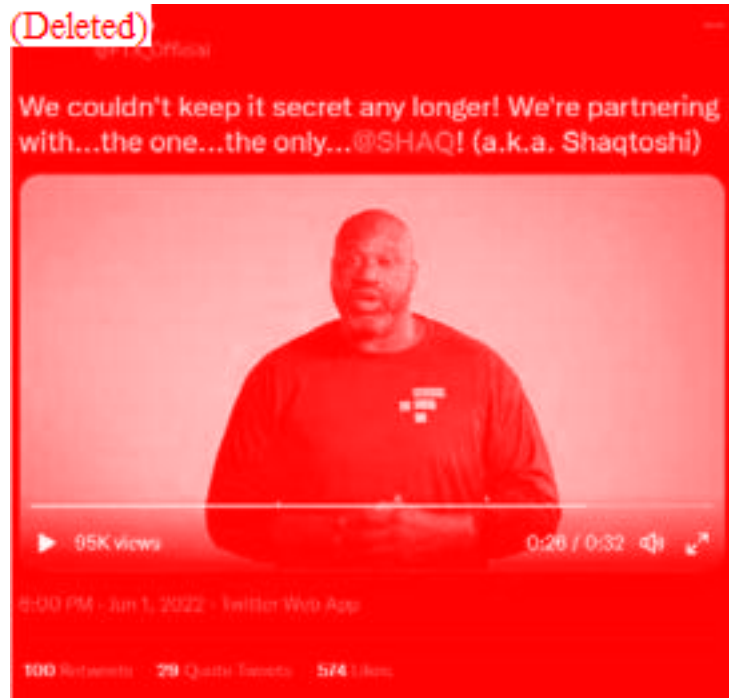 (Deleted)
@FTX_Official
We couldn't keep it secret any longer! We're partnering
with...the one...the only...@SHAQ! (a.k.a. Shaqtoshi)
95K views
0:26 / 0:32
6:00 PM · Jun 1, 2022 · Twitter Web App
100 Retweets 29 Quote Tweets 574 Likes